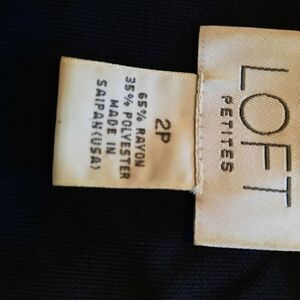 LOFT
PETITES
2P
65% RAYON
35% POLYESTER
MADE IN
SAIPAN(USA)